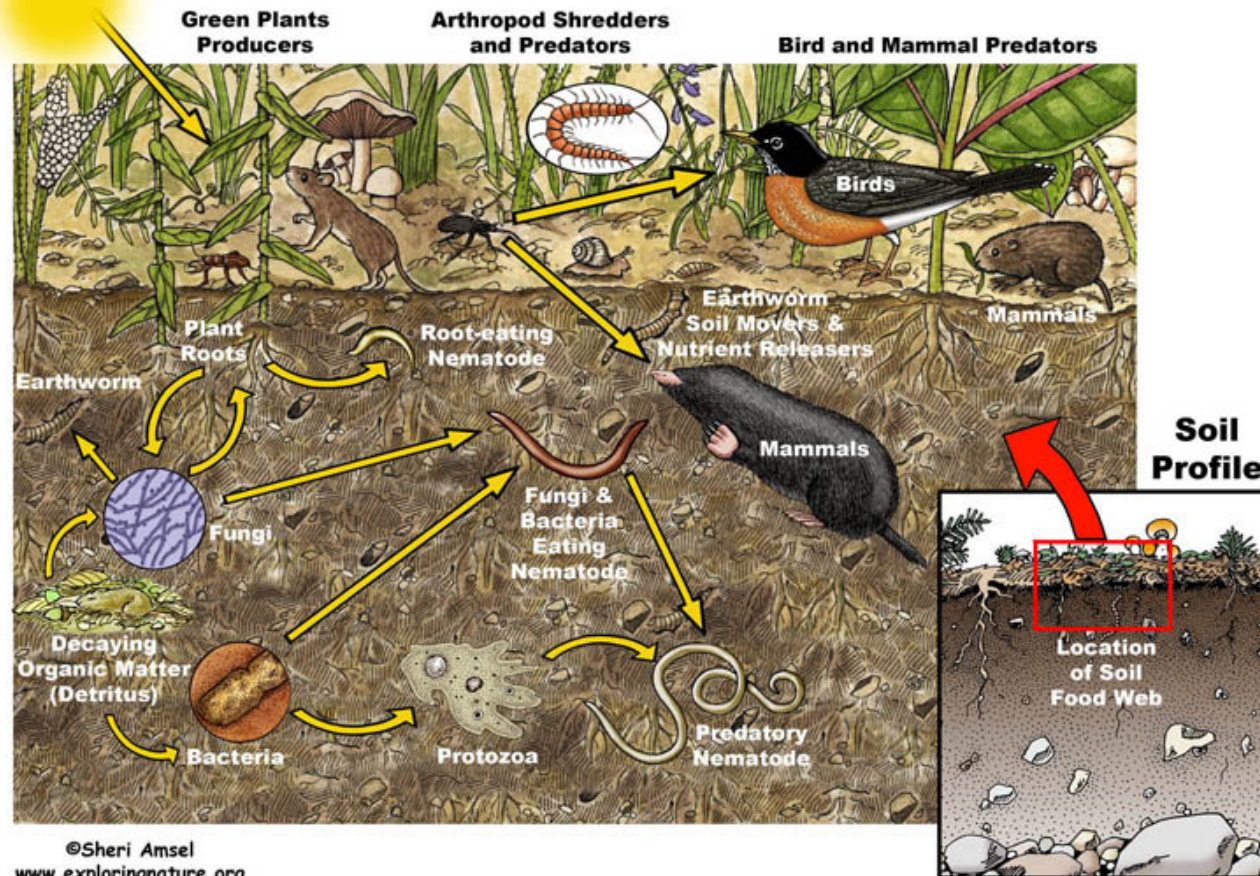 Green Plants
Producers
Arthropod Shredders
and Predators
Bird and Mammal Predators
Birds
Mammals
Earthworm
Soil Movers &
Nutrient Releasers
Plant
Roots
Root-eating
Nematode
Earthworm
Mammals
Soil
Profile
Fungi
Fungi &
Bacteria
Eating
Nematode
Decaying
Organic Matter
(Detritus)
Bacteria
Protozoa
Predatory
Nematode
Location
of Soil
Food Web
©Sheri Amsel
www.exploringnature.org